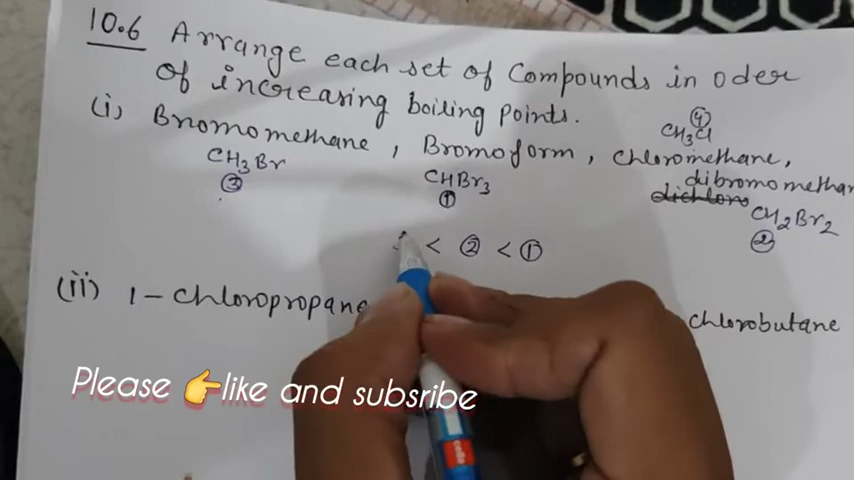 10.6 Arrange each set of Compounds in oder
of increasing boiling points.
(i) Bromomethane, Bromoform, chloromethane,
dibromomethan
dichloro
CH3Br
③
CHBr3
①
CH3Cl
④
CH2Br2
②
< ② < ①
(ii) 1-chloropropane
chlorobutane
Please 👉like and subsribe